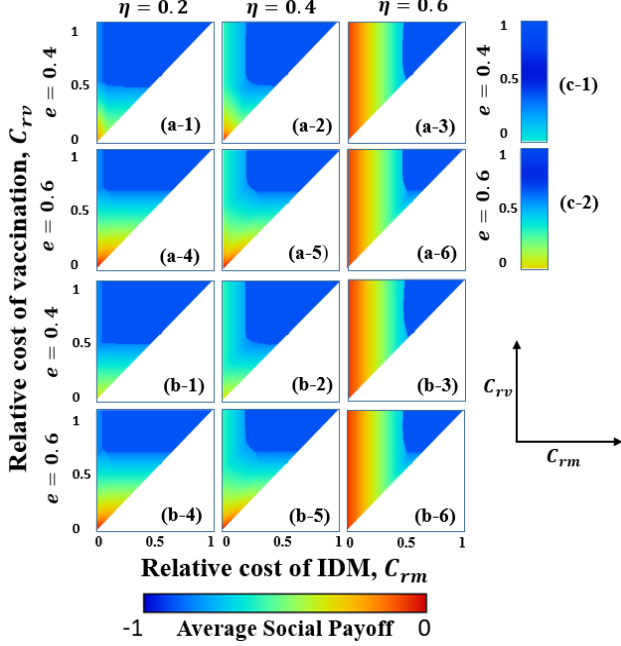 η = 0.2 η = 0.4 η = 0.6
Relative cost of vaccination, C_rv
e = 0.4
1
0.5
0
(a-1) (a-2) (a-3)
e = 0.4
1
0.5
0
(c-1)
e = 0.6
1
0.5
0
(a-4) (a-5) (a-6)
e = 0.6
1
0.5
0
(c-2)
e = 0.4
1
0.5
0
(b-1) (b-2) (b-3)
e = 0.6
1
0.5
0
(b-4) (b-5) (b-6)
C_rv
C_rm
0 0.5 1 0 0.5 1 0 0.5 1
Relative cost of IDM, C_rm
-1 Average Social Payoff 0